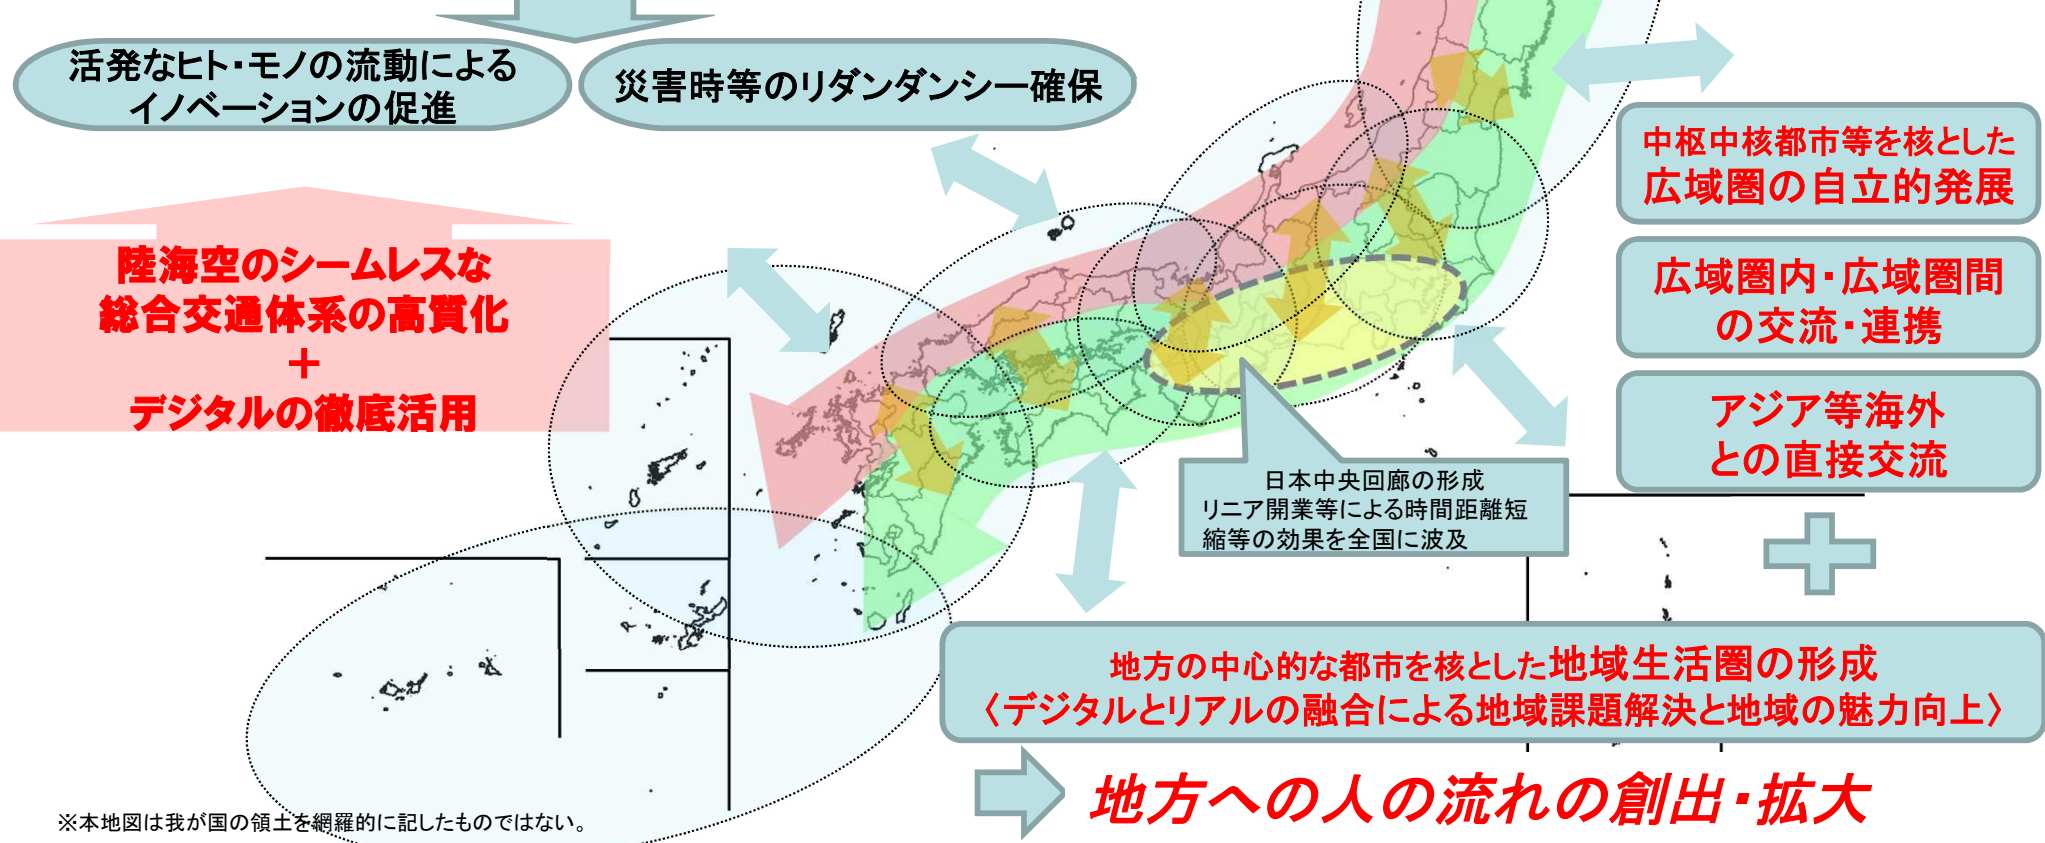 活発なヒト・モノの流動による
イノベーションの促進
災害時等のリダンダンシー確保
陸海空のシームレスな
総合交通体系の高質化
+
デジタルの徹底活用
中枢中核都市等を核とした
広域圏の自立的発展
広域圏内・広域圏間
の交流・連携
アジア等海外
との直接交流
日本中央回廊の形成
リニア開業等による時間距離短
縮等の効果を全国に波及
地方の中心的な都市を核とした地域生活圏の形成
〈デジタルとリアルの融合による地域課題解決と地域の魅力向上〉
地方への人の流れの創出・拡大
※本地図は我が国の領土を網羅的に記したものではない。